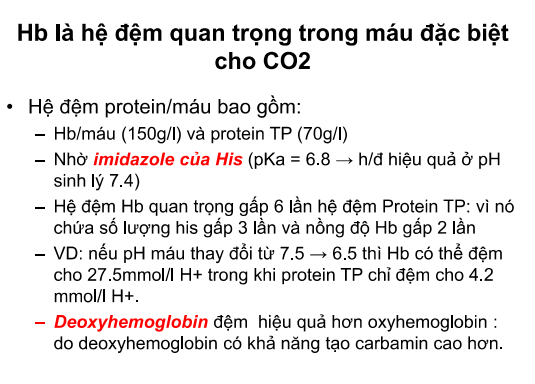 Hb là hệ đệm quan trọng trong máu đặc biệt
cho CO2
• Hệ đệm protein/máu bao gồm:
– Hb/máu (150g/l) và protein TP (70g/l)
– Nhờ imidazole của His (pKa = 6.8 → h/đ hiệu quả ở pH
sinh lý 7.4)
– Hệ đệm Hb quan trọng gấp 6 lần hệ đệm Protein TP: vì nó
chứa số lượng his gấp 3 lần và nồng độ Hb gấp 2 lần
– VD: nếu pH máu thay đổi từ 7.5 → 6.5 thì Hb có thể đệm
cho 27.5mmol/l H+ trong khi protein TP chỉ đệm cho 4.2
mmol/l H+.
– Deoxyhemoglobin đệm hiệu quả hơn oxyhemoglobin :
do deoxyhemoglobin có khả năng tạo carbamin cao hơn.